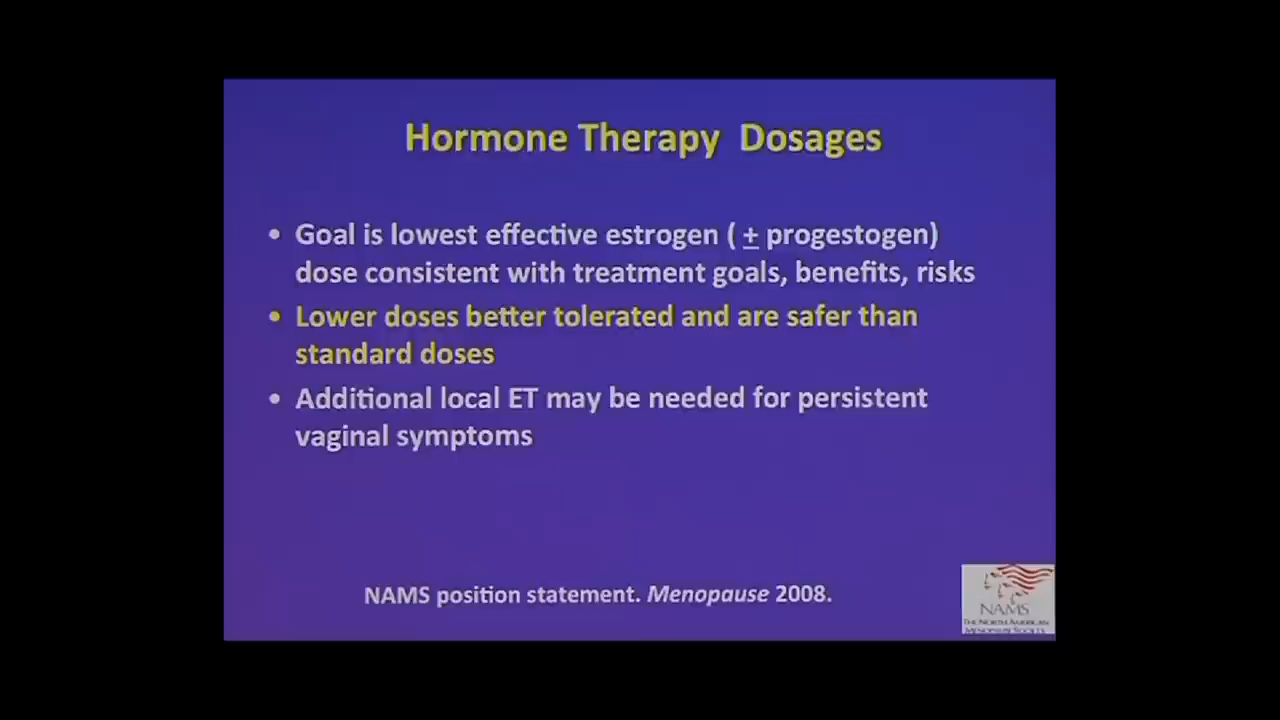 Hormone Therapy Dosages
• Goal is lowest effective estrogen ( ± progestogen)
dose consistent with treatment goals, benefits, risks
• Lower doses better tolerated and are safer than
standard doses
• Additional local ET may be needed for persistent
vaginal symptoms
NAMS position statement. Menopause 2008.
NAMS
THE NORTH AMERICAN
MENOPAUSE SOCIETY